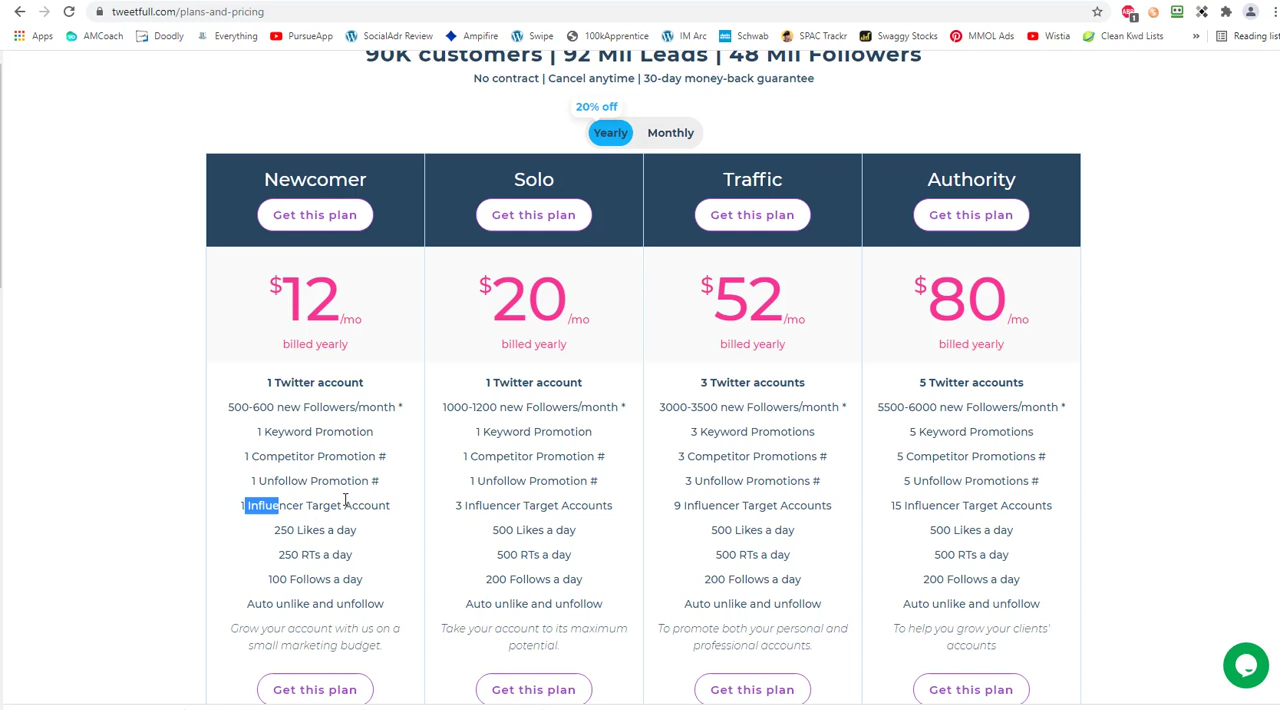 tweetfull.com/plans-and-pricing
1
Apps AMCoach Doodly Everything PursueApp SocialAdr Review Ampifire Swipe 100kApprentice IM Arc Schwab SPAC Trackr Swaggy Stocks MMOL Ads Wistia Clean Kwd Lists » Reading list
90K customers | 92 Mil Leads | 48 Mil Followers
No contract | Cancel anytime | 30-day money-back guarantee
20% off
Yearly Monthly
Newcomer Solo Traffic Authority
Get this plan Get this plan Get this plan Get this plan
$12/mo $20/mo $52/mo $80/mo
billed yearly billed yearly billed yearly billed yearly
1 Twitter account 1 Twitter account 3 Twitter accounts 5 Twitter accounts
500-600 new Followers/month * 1000-1200 new Followers/month * 3000-3500 new Followers/month * 5500-6000 new Followers/month *
1 Keyword Promotion 1 Keyword Promotion 3 Keyword Promotions 5 Keyword Promotions
1 Competitor Promotion # 1 Competitor Promotion # 3 Competitor Promotions # 5 Competitor Promotions #
1 Unfollow Promotion # 1 Unfollow Promotion # 3 Unfollow Promotions # 5 Unfollow Promotions #
1 Influencer Target Account 3 Influencer Target Accounts 9 Influencer Target Accounts 15 Influencer Target Accounts
250 Likes a day 500 Likes a day 500 Likes a day 500 Likes a day
250 RTs a day 500 RTs a day 500 RTs a day 500 RTs a day
100 Follows a day 200 Follows a day 200 Follows a day 200 Follows a day
Auto unlike and unfollow Auto unlike and unfollow Auto unlike and unfollow Auto unlike and unfollow
Grow your account with us on a Take your account to its maximum To promote both your personal and To help you grow your clients'
small marketing budget. potential. professional accounts. accounts
Get this plan Get this plan Get this plan Get this plan